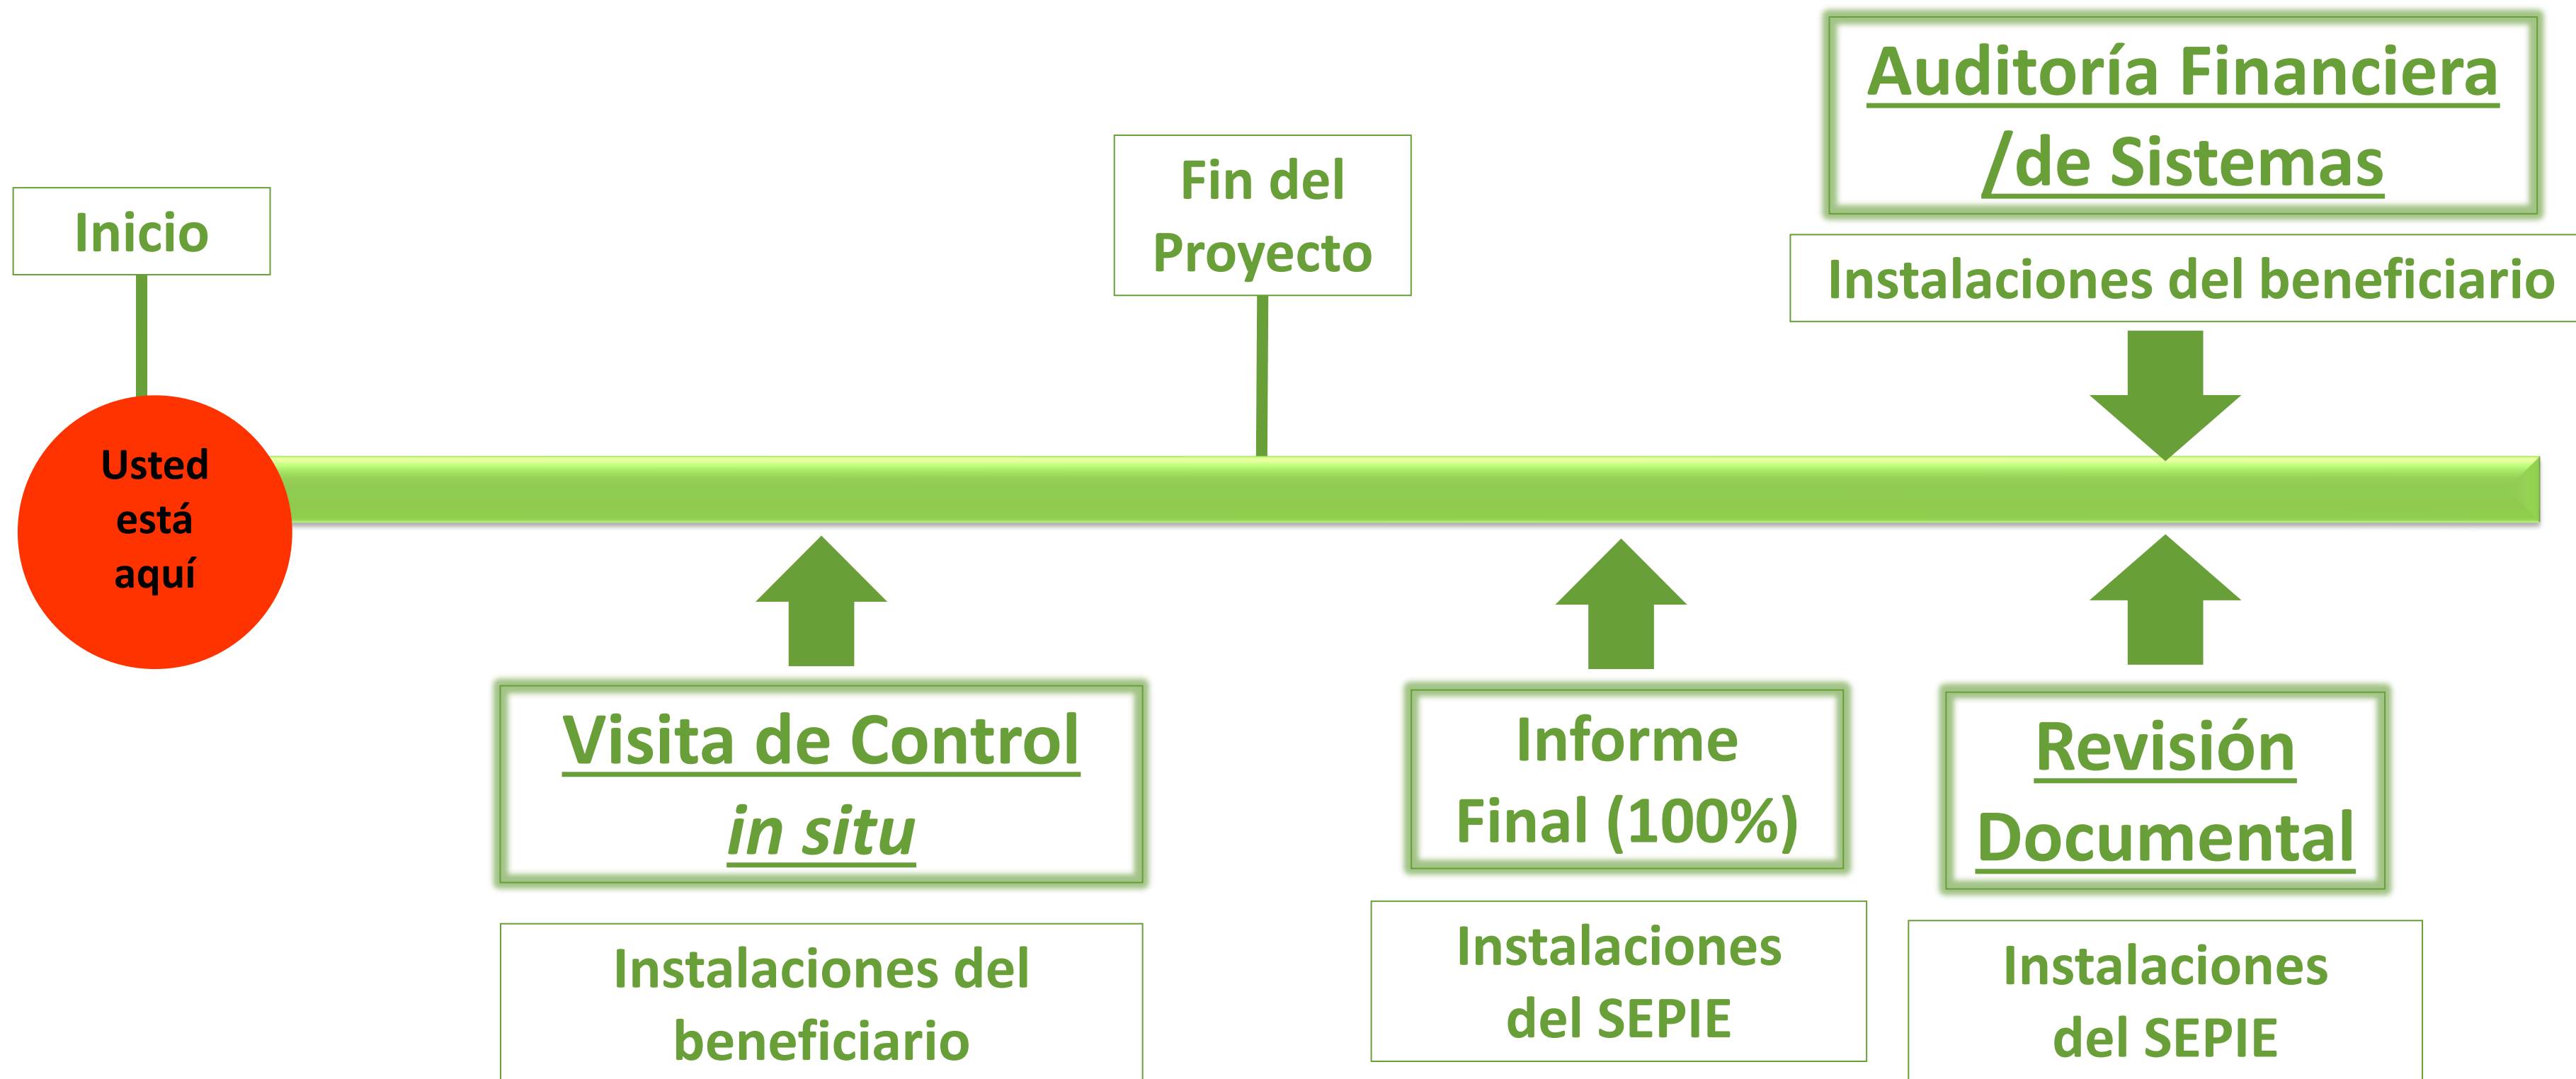 Auditoría Financiera
/de Sistemas
Instalaciones del beneficiario
Fin del
Proyecto
Inicio
Usted
está
aquí
Visita de Control
in situ
Instalaciones del
beneficiario
Informe
Final (100%)
Instalaciones
del SEPIE
Revisión
Documental
Instalaciones
del SEPIE